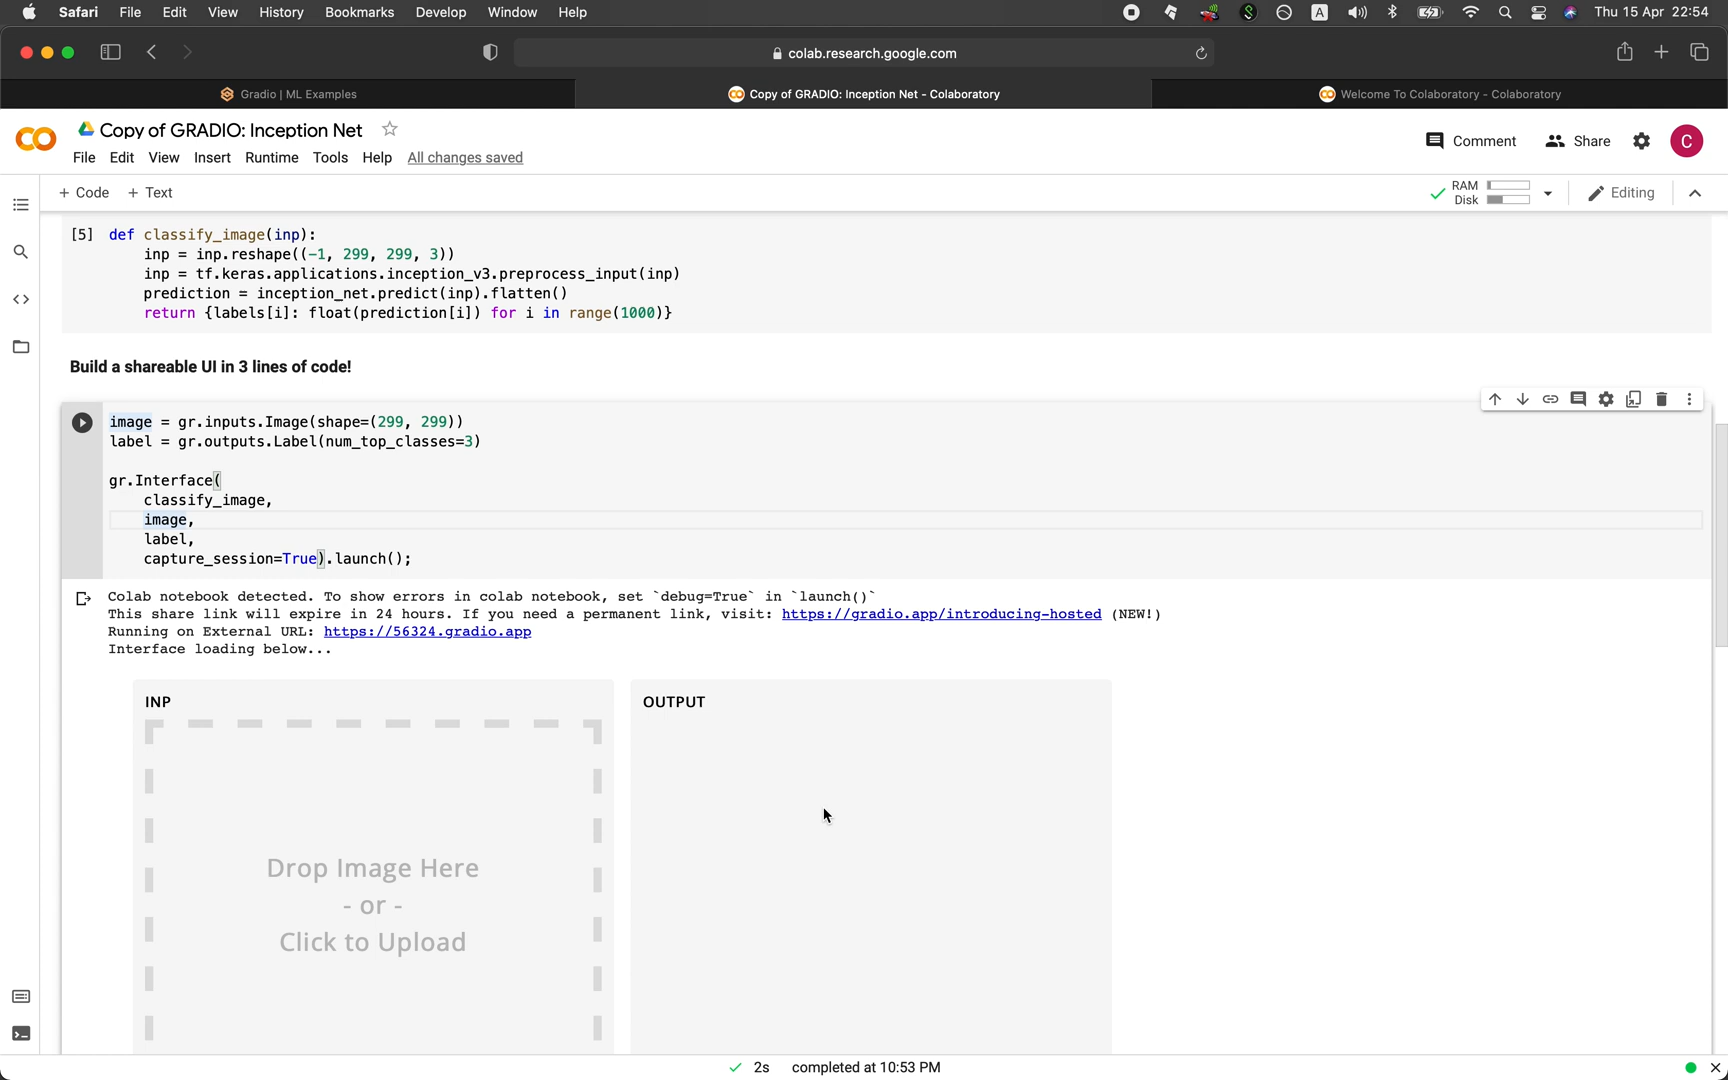 Safari File Edit View History Bookmarks Develop Window Help
A
Thu 15 Apr 22:54
colab.research.google.com
Gradio | ML Examples
Copy of GRADIO: Inception Net - Colaboratory
Welcome To Colaboratory - Colaboratory
Copy of GRADIO: Inception Net
Comment
Share
C
File Edit View Insert Runtime Tools Help All changes saved
+ Code + Text
RAM
Disk
Editing
[5] def classify_image(inp):
inp = inp.reshape((-1, 299, 299, 3))
inp = tf.keras.applications.inception_v3.preprocess_input(inp)
prediction = inception_net.predict(inp).flatten()
return {labels[i]: float(prediction[i]) for i in range(1000)}
Build a shareable UI in 3 lines of code!
image = gr.inputs.Image(shape=(299, 299))
label = gr.outputs.Label(num_top_classes=3)
gr.Interface(
classify_image,
image,
label,
capture_session=True).launch();
Colab notebook detected. To show errors in colab notebook, set `debug=True` in `launch()`
This share link will expire in 24 hours. If you need a permanent link, visit: https://gradio.app/introducing-hosted (NEW!)
Running on External URL: https://56324.gradio.app
Interface loading below...
INP
OUTPUT
Drop Image Here
- or -
Click to Upload
2s completed at 10:53 PM